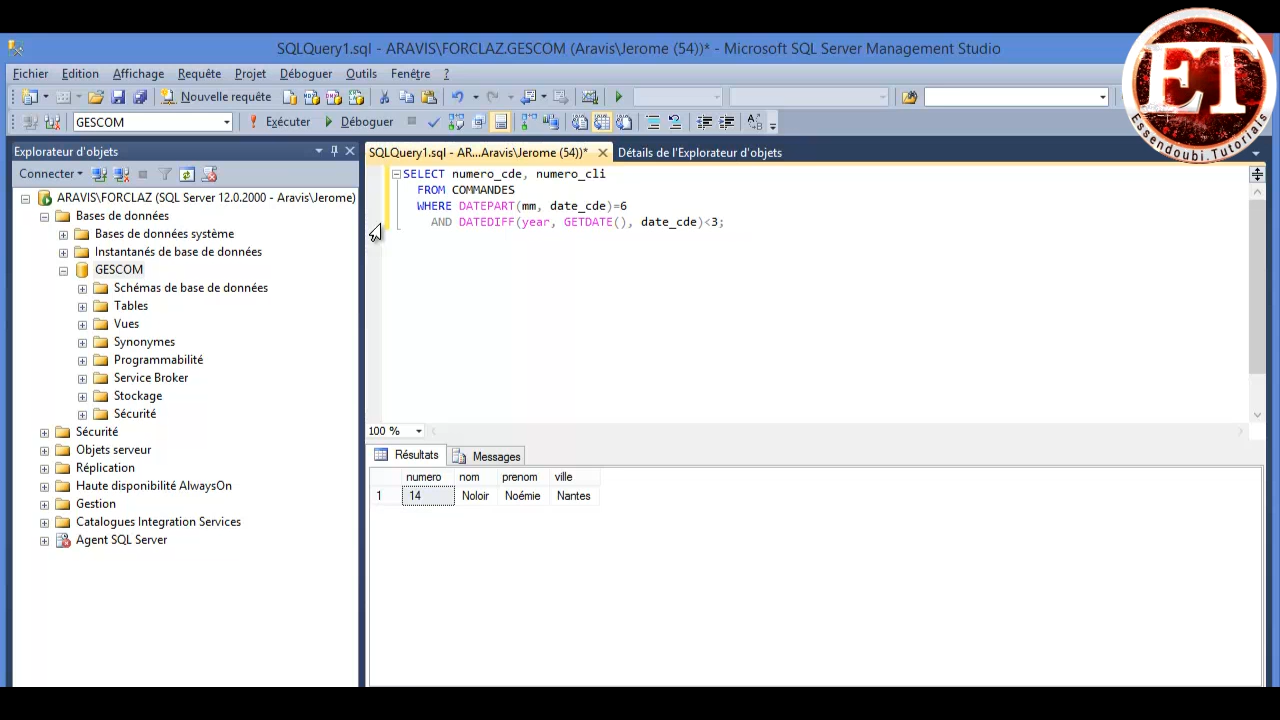 SQLQuery1.sql - ARAVIS\FORCLAZ.GESCOM (Aravis\Jerome (54))* - Microsoft SQL Server Management Studio
Fichier Edition Affichage Requête Projet Déboguer Outils Fenêtre ?
Nouvelle requête
GESCOM Exécuter Déboguer
ET
Essendoubi.Tutorials
Explorateur d'objets
Connecter
ARAVIS\FORCLAZ (SQL Server 12.0.2000 - Aravis\Jerome)
Bases de données
Bases de données système
Instantanés de base de données
GESCOM
Schémas de base de données
Tables
Vues
Synonymes
Programmabilité
Service Broker
Stockage
Sécurité
Sécurité
Objets serveur
Réplication
Haute disponibilité AlwaysOn
Gestion
Catalogues Integration Services
Agent SQL Server
SQLQuery1.sql - AR...Aravis\Jerome (54))* Détails de l'Explorateur d'objets
SELECT numero_cde, numero_cli
FROM COMMANDES
WHERE DATEPART(mm, date_cde)=6
AND DATEDIFF(year, GETDATE(), date_cde)<3;
100 %
Résultats Messages
numero nom prenom ville
1 14 Noloir Noémie Nantes